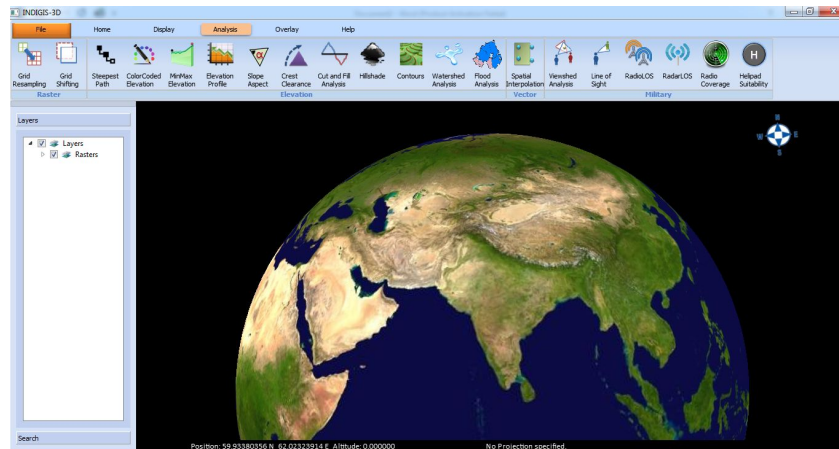 INDIGIS-3D
File Home Display Analysis Overlay Help
Grid Resampling
Grid Shifting
Steepest Path
ColorCoded Elevation
MinMax Elevation
Elevation Profile
Slope Aspect
Crest Clearance
Cut and Fill Analysis
Hillshade
Contours
Watershed Analysis
Flood Analysis
Spatial Interpolation
Viewshed Analysis
Line of Sight
RadioLOS
RadarLOS
Radio Coverage
H
Helipad Suitability
Raster Elevation Vector Military
Layers
Layers
Rasters
N
W E
S
Search
Position: 59.93380356 N 62.02323914 E Altitude: 0.000000 No Projection specified.